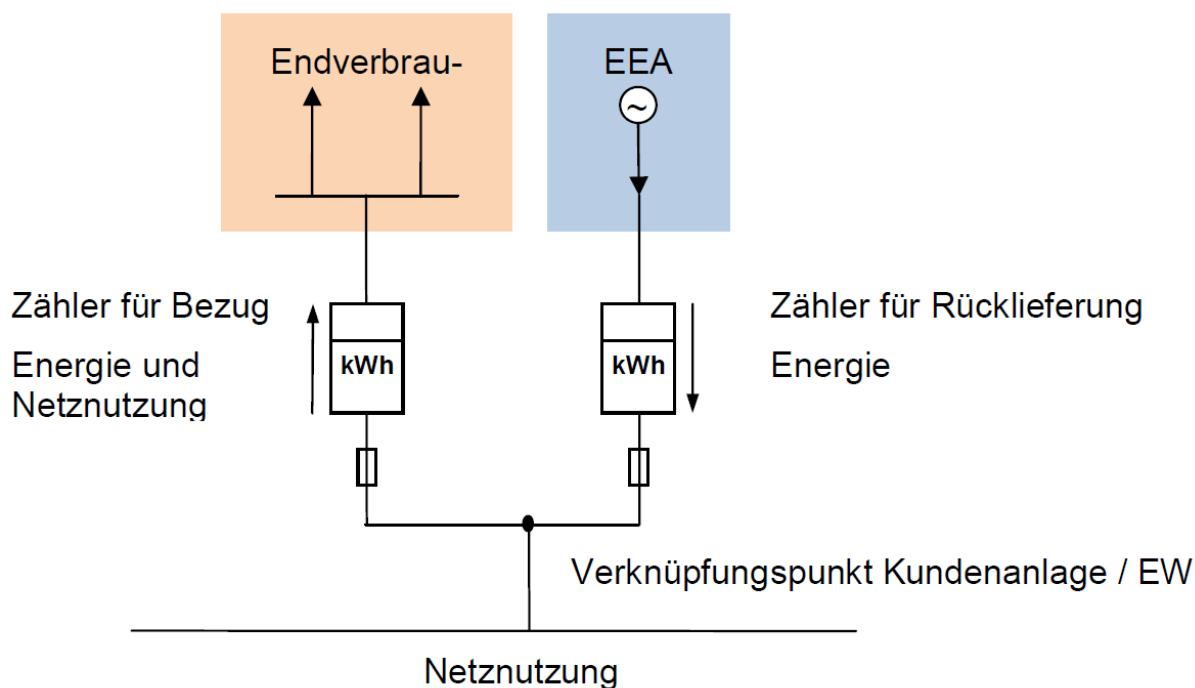 Endverbrau-
EEA
~
Zähler für Bezug
Energie und
Netznutzung
kWh
kWh
Zähler für Rücklieferung
Energie
Verknüpfungspunkt Kundenanlage / EW
Netznutzung